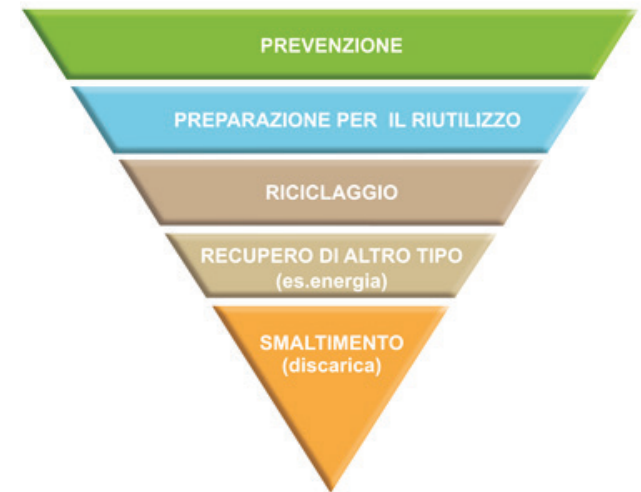 PREVENZIONE
PREPARAZIONE PER IL RIUTILIZZO
RICICLAGGIO
RECUPERO DI ALTRO TIPO
(es.energia)
SMALTIMENTO
(discarica)